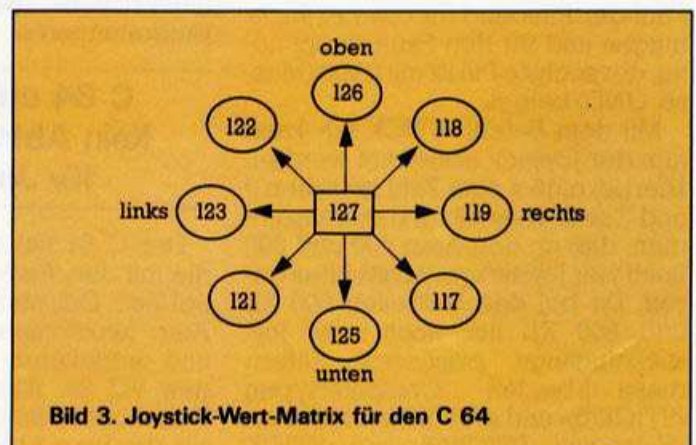 oben
126
122
118
links
123
127
119
rechts
121
117
125
unten
Bild 3. Joystick-Wert-Matrix für den C 64